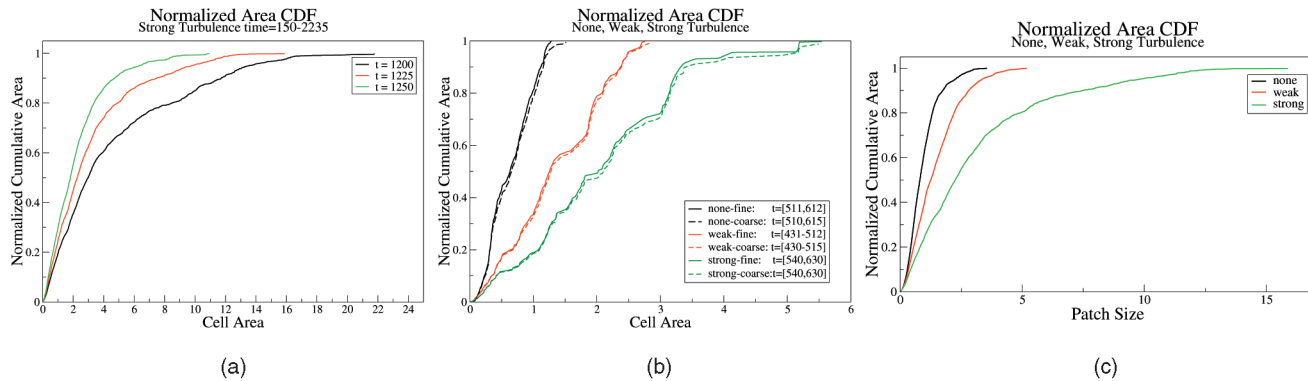 Normalized Area CDF
Strong Turbulence time=150-2235
Normalized Cumulative Area
1
0.8
0.6
0.4
0.2
0
0 2 4 6 8 10 12 14 16 18 20 22 24
Cell Area
t = 1200
t = 1225
t = 1250
(a)
Normalized Area CDF
None, Weak, Strong Turbulence
Normalized Cumulative Area
1
0.8
0.6
0.4
0.2
0
0 1 2 3 4 5 6
Cell Area
none-fine: t=[511,612]
none-coarse: t=[510,615]
weak-fine: t=[431-512]
weak-coarse: t=[430-515]
strong-fine: t=[540,630]
strong-coarse:t=[540,630]
(b)
Normalized Area CDF
None, Weak, Strong Turbulence
Normalized Cumulative Area
1
0.8
0.6
0.4
0.2
0
0 5 10 15
Patch Size
none
weak
strong
(c)